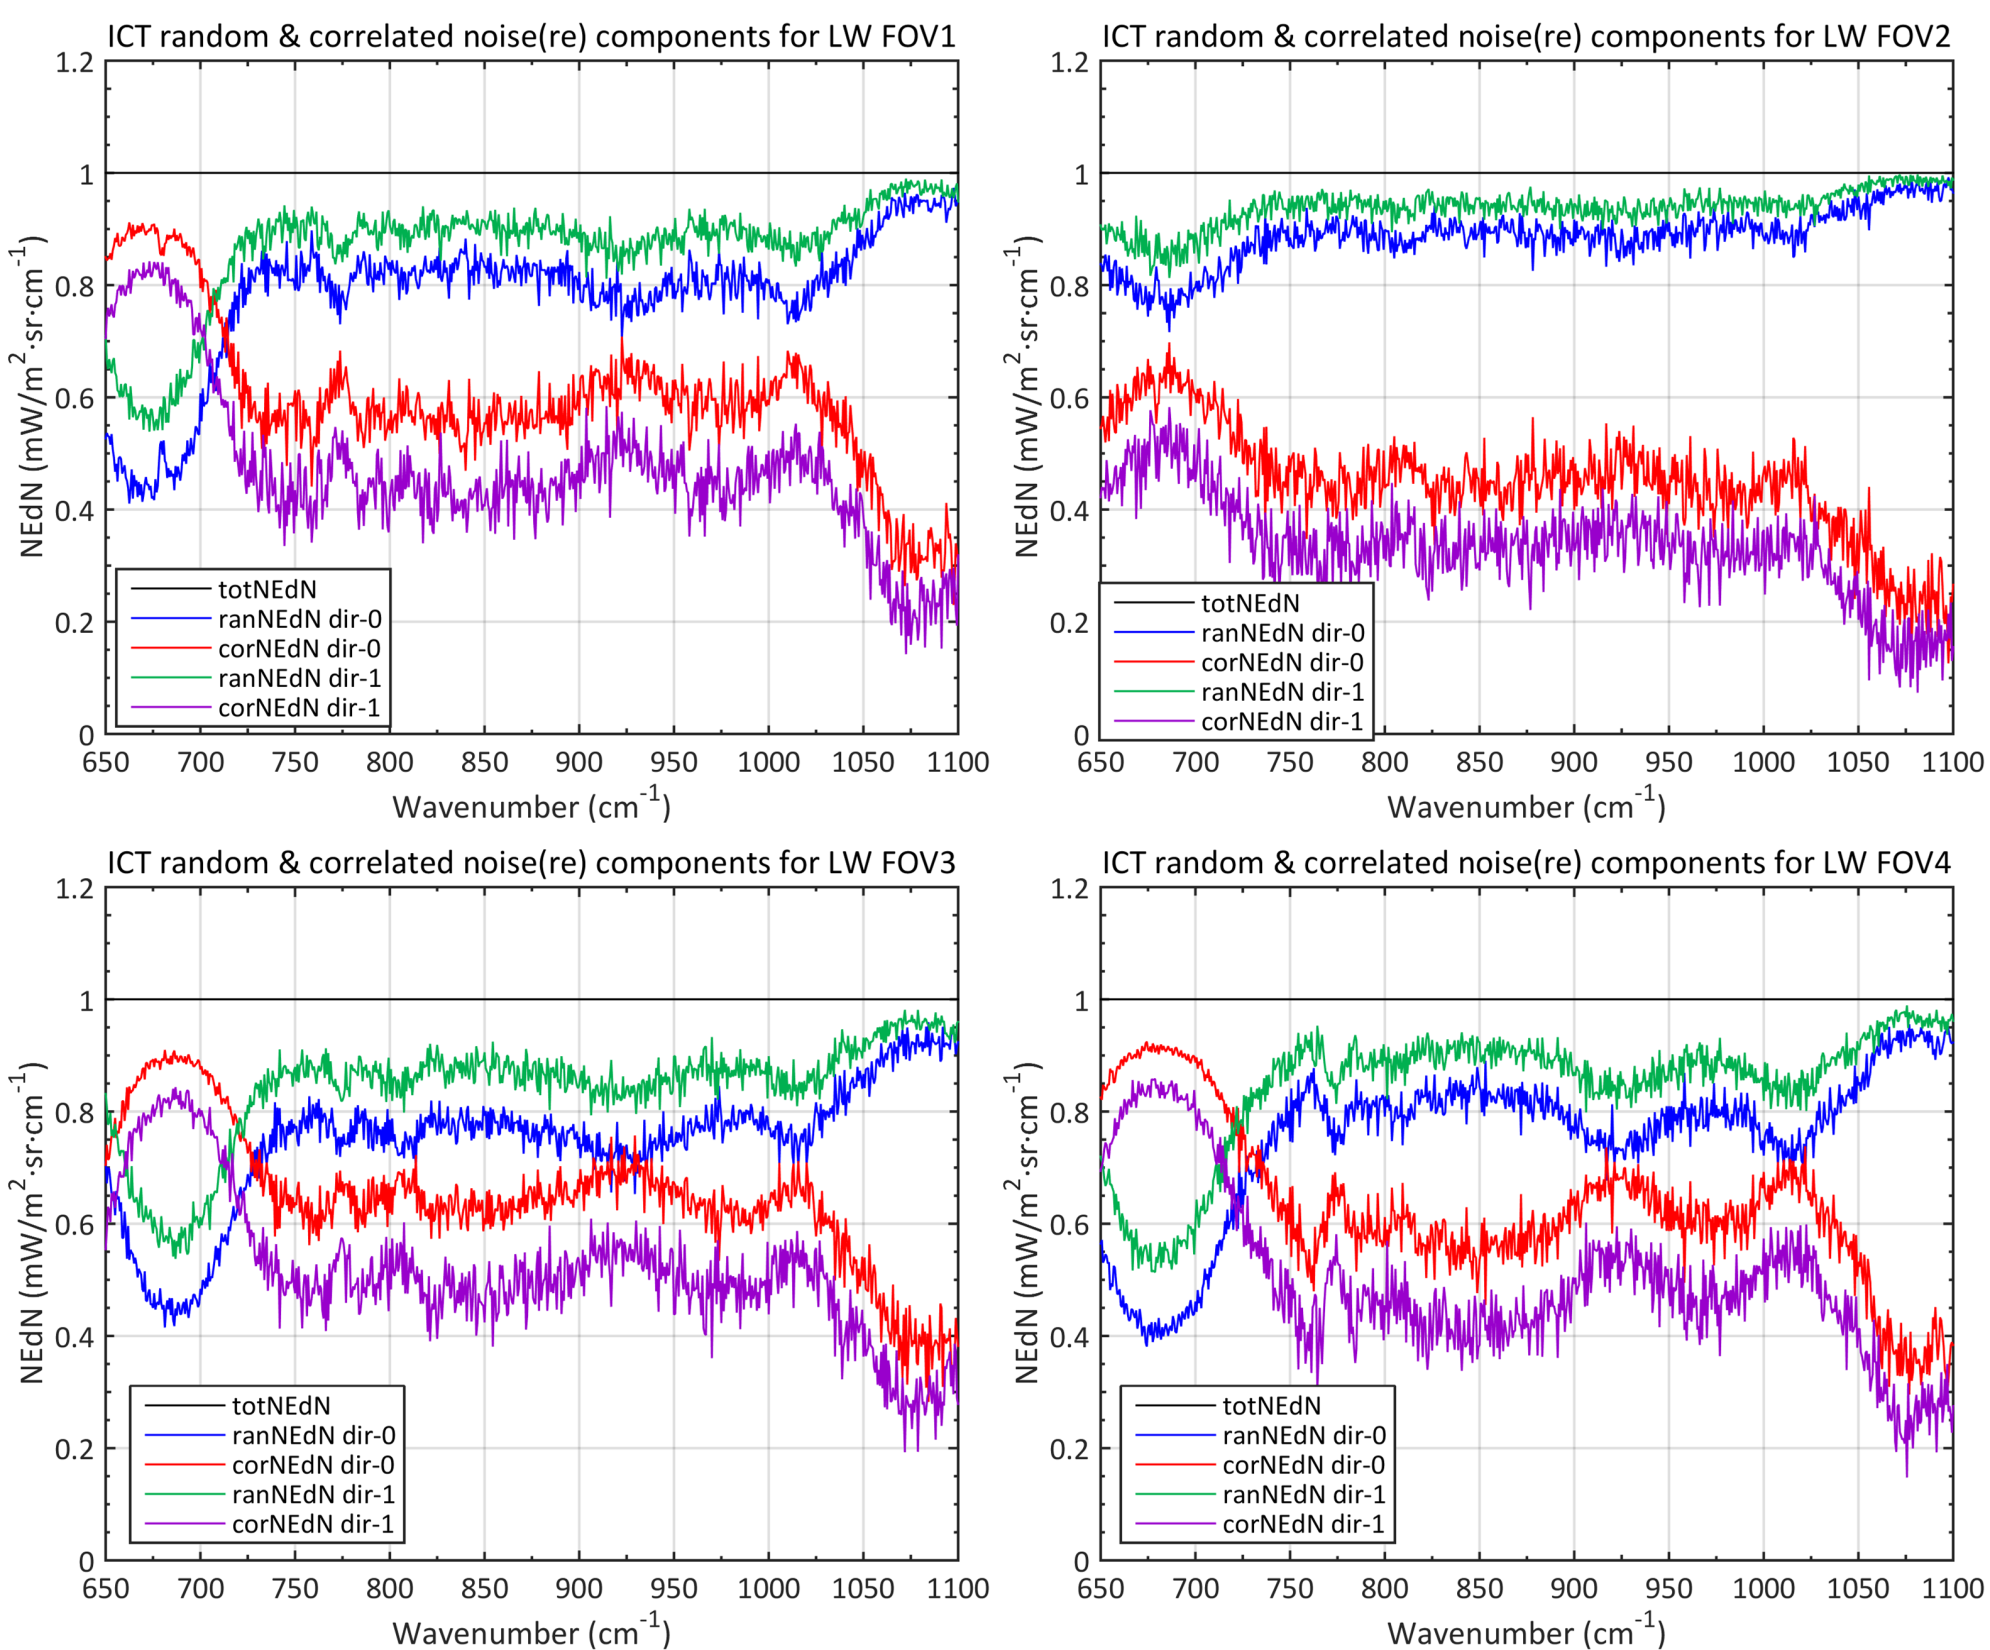 ICT random & correlated noise(re) components for LW FOV1
1.2
1
0.8
0.6
0.4
0.2
0
NEdN (mW/m²·sr·cm⁻¹)
totNEdN
ranNEdN dir-0
corNEdN dir-0
ranNEdN dir-1
corNEdN dir-1
650 700 750 800 850 900 950 1000 1050 1100
Wavenumber (cm⁻¹)
ICT random & correlated noise(re) components for LW FOV2
1.2
1
0.8
0.6
0.4
0.2
0
NEdN (mW/m²·sr·cm⁻¹)
totNEdN
ranNEdN dir-0
corNEdN dir-0
ranNEdN dir-1
corNEdN dir-1
650 700 750 800 850 900 950 1000 1050 1100
Wavenumber (cm⁻¹)
ICT random & correlated noise(re) components for LW FOV3
1.2
1
0.8
0.6
0.4
0.2
0
NEdN (mW/m²·sr·cm⁻¹)
totNEdN
ranNEdN dir-0
corNEdN dir-0
ranNEdN dir-1
corNEdN dir-1
650 700 750 800 850 900 950 1000 1050 1100
Wavenumber (cm⁻¹)
ICT random & correlated noise(re) components for LW FOV4
1.2
1
0.8
0.6
0.4
0.2
0
NEdN (mW/m²·sr·cm⁻¹)
totNEdN
ranNEdN dir-0
corNEdN dir-0
ranNEdN dir-1
corNEdN dir-1
650 700 750 800 850 900 950 1000 1050 1100
Wavenumber (cm⁻¹)